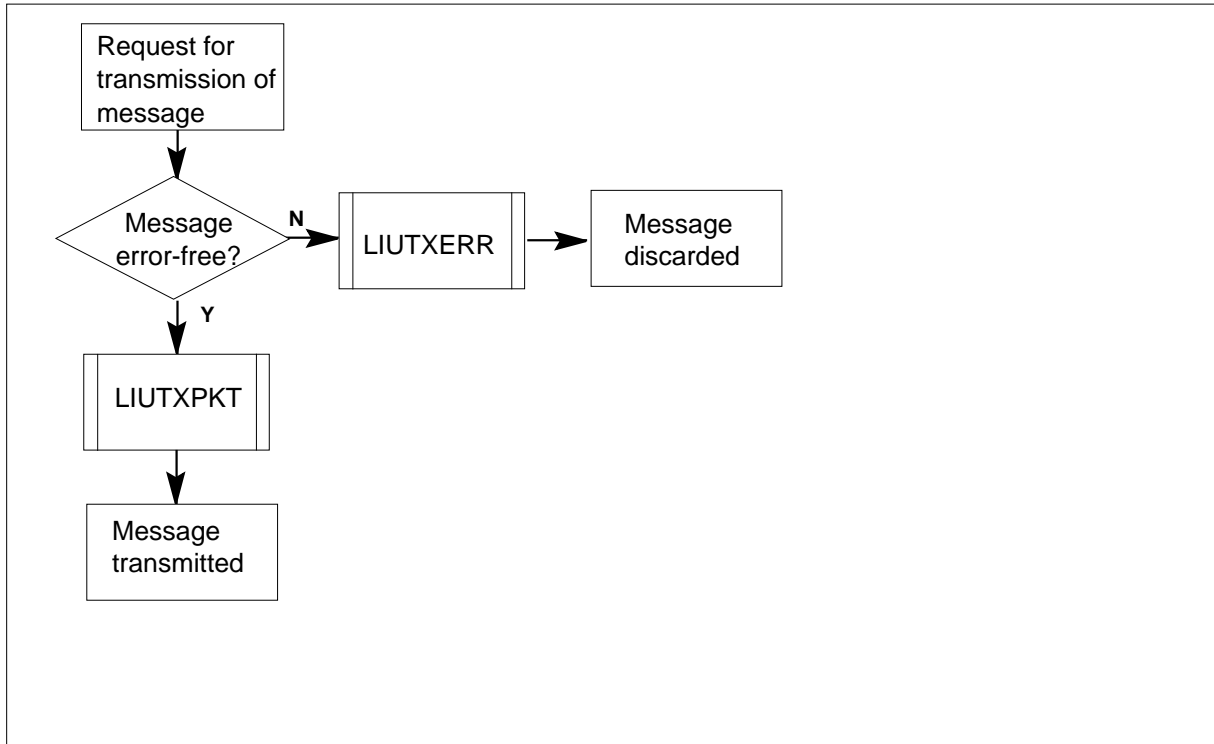 Request for
transmission of
message
Message
error-free?
N
LIUTXERR
Message
discarded
Y
LIUTXPKT
Message
transmitted